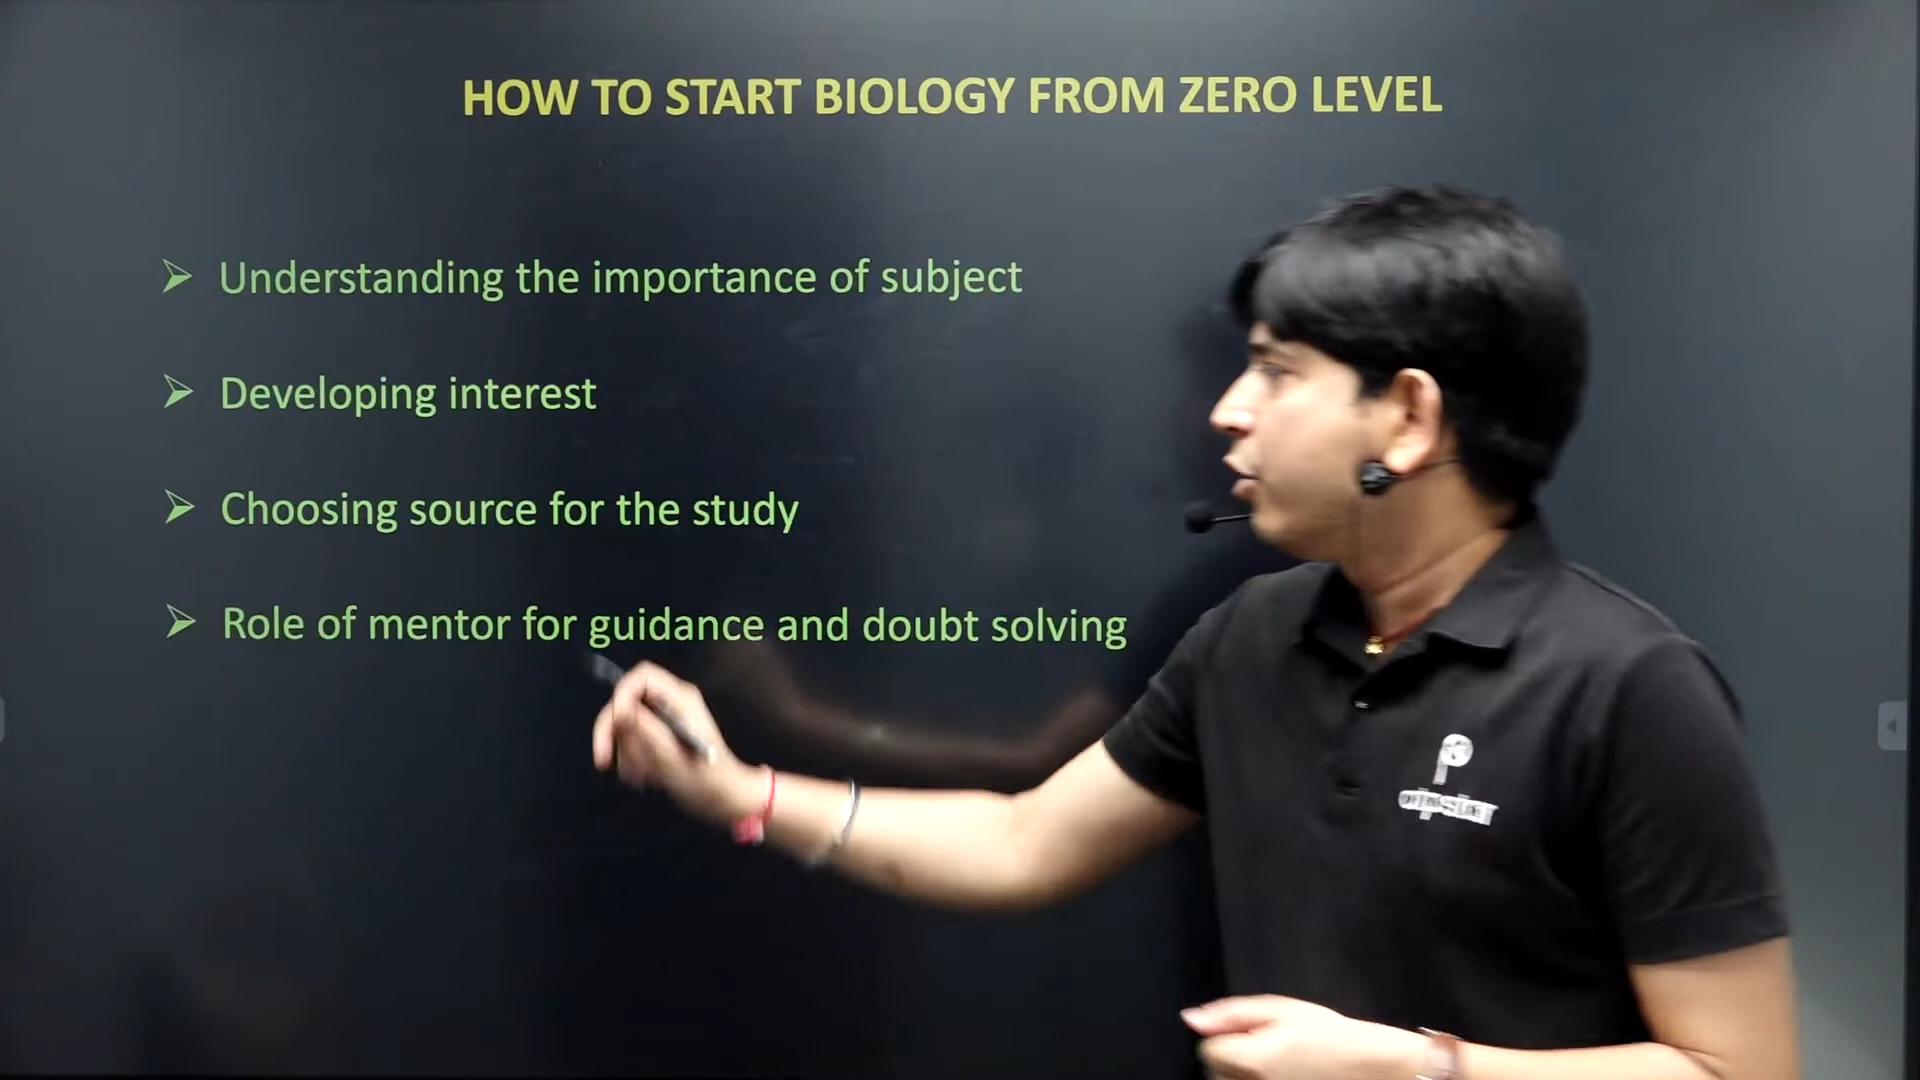 HOW TO START BIOLOGY FROM ZERO LEVEL
Understanding the importance of subject
Developing interest
Choosing source for the study
Role of mentor for guidance and doubt solving